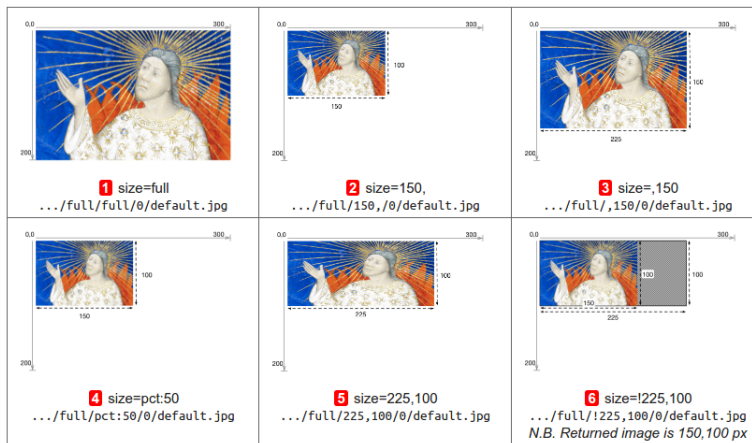 0,0 300
200
1 size=full
.../full/full/0/default.jpg
0,0 300
100
150
200
2 size=150,
.../full/150,/0/default.jpg
0,0 300
100
225
200
3 size=,150
.../full/,150/0/default.jpg
0,0 300
100
150
200
4 size=pct:50
.../full/pct:50/0/default.jpg
0,0 300
100
225
200
5 size=225,100
.../full/225,100/0/default.jpg
0,0 300
100 100
150
225
200
6 size=!225,100
.../full/!225,100/0/default.jpg
N.B. Returned image is 150,100 px